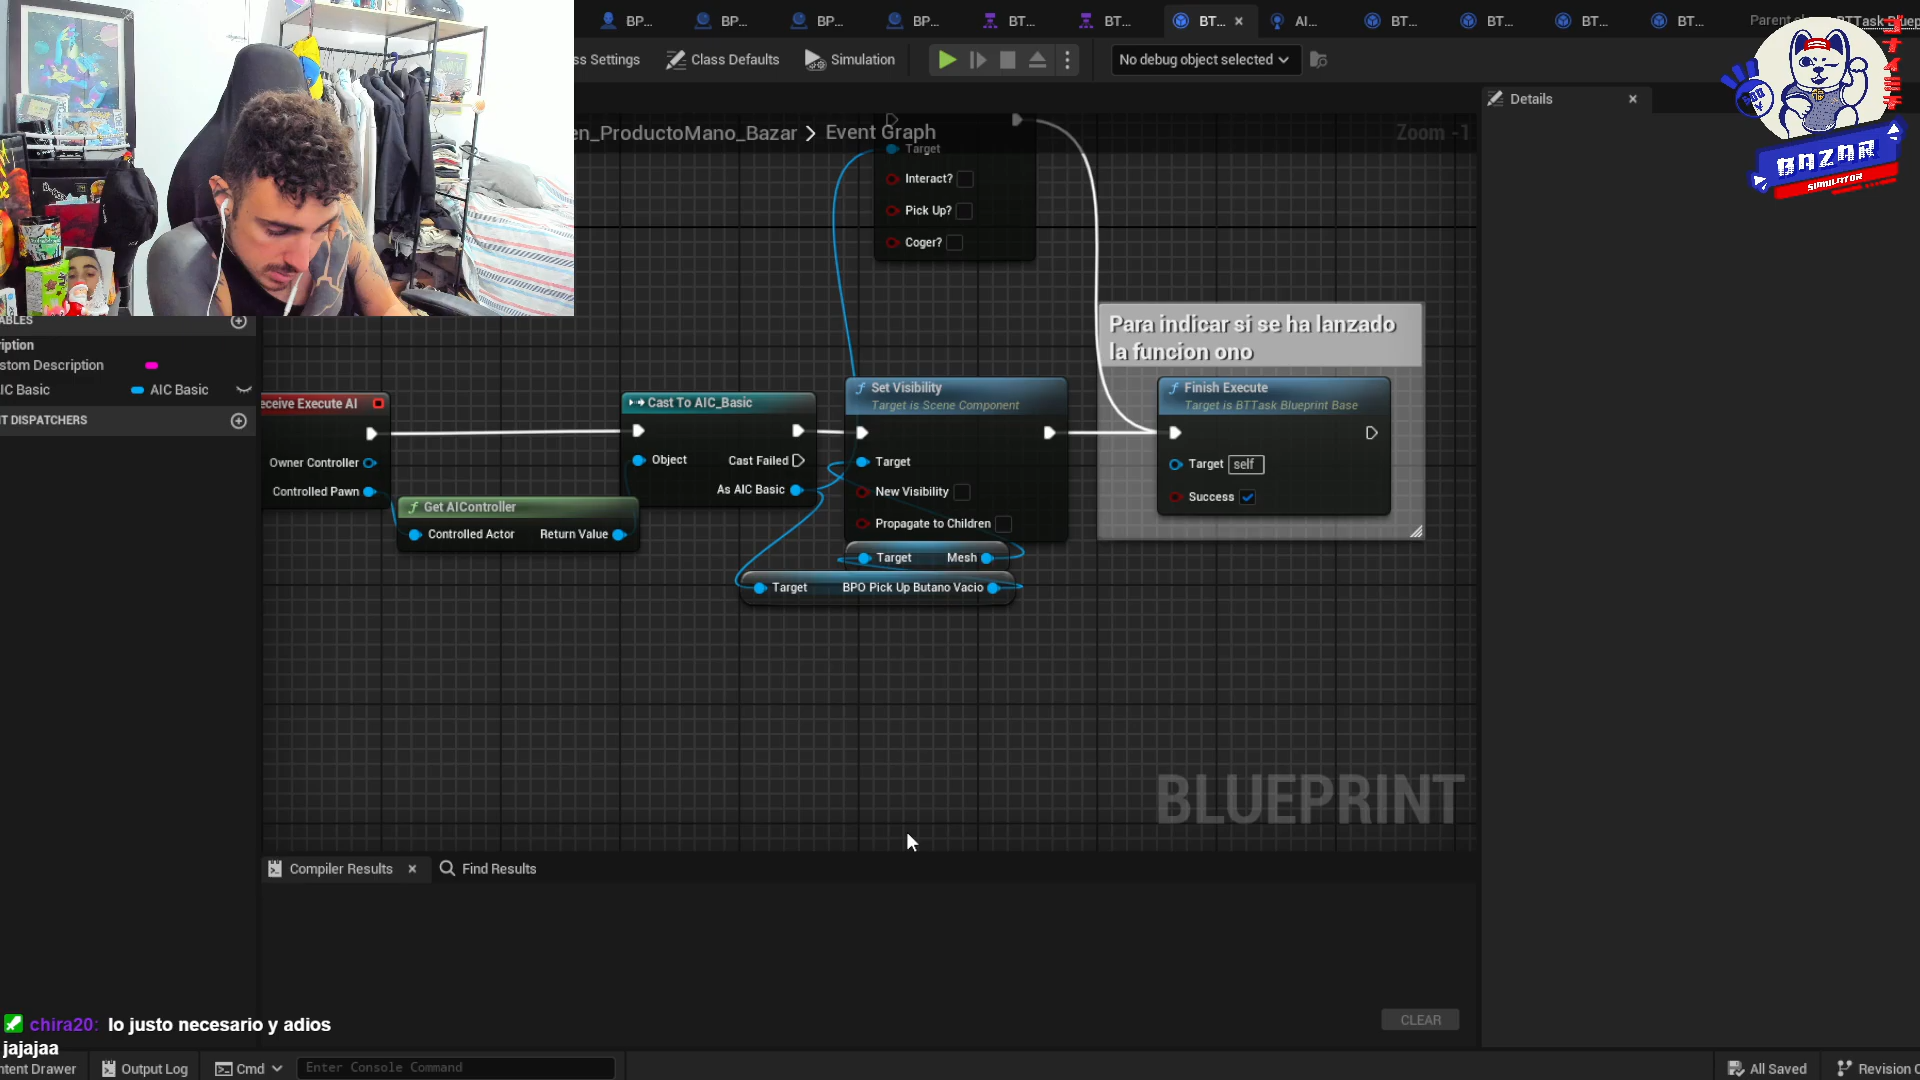 BP...
BP...
BP...
BP...
BT...
BT...
BT...
AI...
BT...
BT...
BT...
BT...
BTTask Bluep
ss Settings
Class Defaults
Simulation
No debug object selected
Details
BAZAR
SIMULATOR
en_ProductoMano_Bazar > Event Graph
Zoom -1
Target
Interact?
Pick Up?
Coger?
ABLES
iption
stom Description
IC Basic
AIC Basic
T DISPATCHERS
Para indicar si se ha lanzado
la funcion ono
eceive Execute AI
Owner Controller
Controlled Pawn
Get AIController
Controlled Actor
Return Value
Cast To AIC_Basic
Object
Cast Failed
As AIC Basic
Set Visibility
Target is Scene Component
Target
New Visibility
Propagate to Children
Target
Mesh
Target
BPO Pick Up Butano Vacio
Finish Execute
Target is BTTask Blueprint Base
Target
self
Success
BLUEPRINT
Compiler Results
Find Results
CLEAR
chira20: lo justo necesario y adios
jajajaa
ntent Drawer
Output Log
Cmd
Enter Console Command
All Saved
Revision C